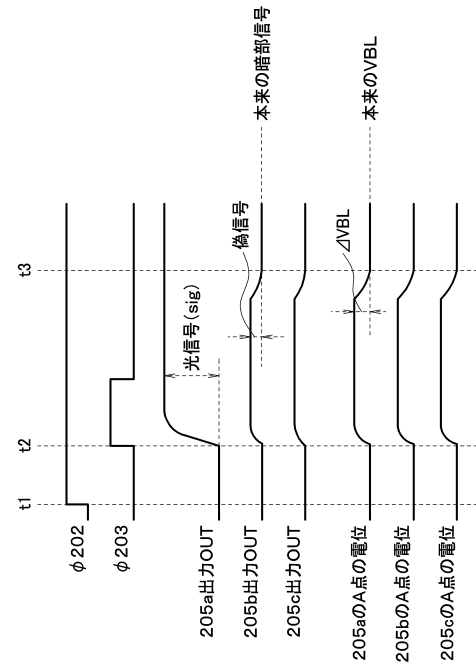 t1
t2
t3
φ202
φ203
光信号(sig)
205a出力OUT
偽信号
205b出力OUT
本来の暗部信号
205c出力OUT
⊿VBL
205aのA点の電位
本来のVBL
205bのA点の電位
205cのA点の電位